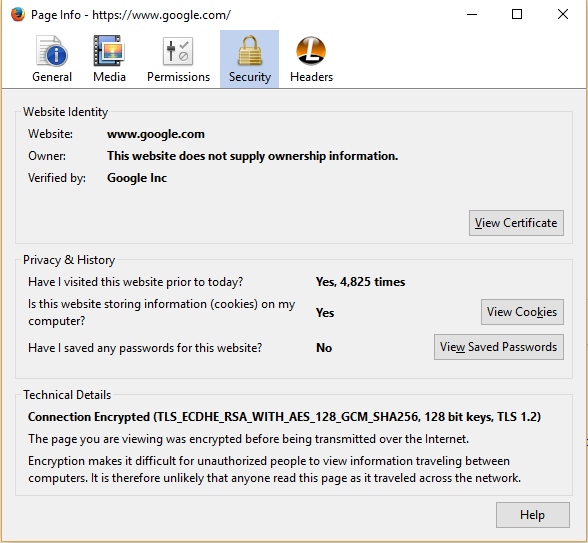 Page Info - https://www.google.com/
General Media Permissions Security Headers
Website Identity
Website: www.google.com
Owner: This website does not supply ownership information.
Verified by: Google Inc
View Certificate
Privacy & History
Have I visited this website prior to today? Yes, 4,825 times
Is this website storing information (cookies) on my
computer?
Yes
View Cookies
Have I saved any passwords for this website? No
View Saved Passwords
Technical Details
Connection Encrypted (TLS_ECDHE_RSA_WITH_AES_128_GCM_SHA256, 128 bit keys, TLS 1.2)
The page you are viewing was encrypted before being transmitted over the Internet.
Encryption makes it difficult for unauthorized people to view information traveling between
computers. It is therefore unlikely that anyone read this page as it traveled across the network.
Help